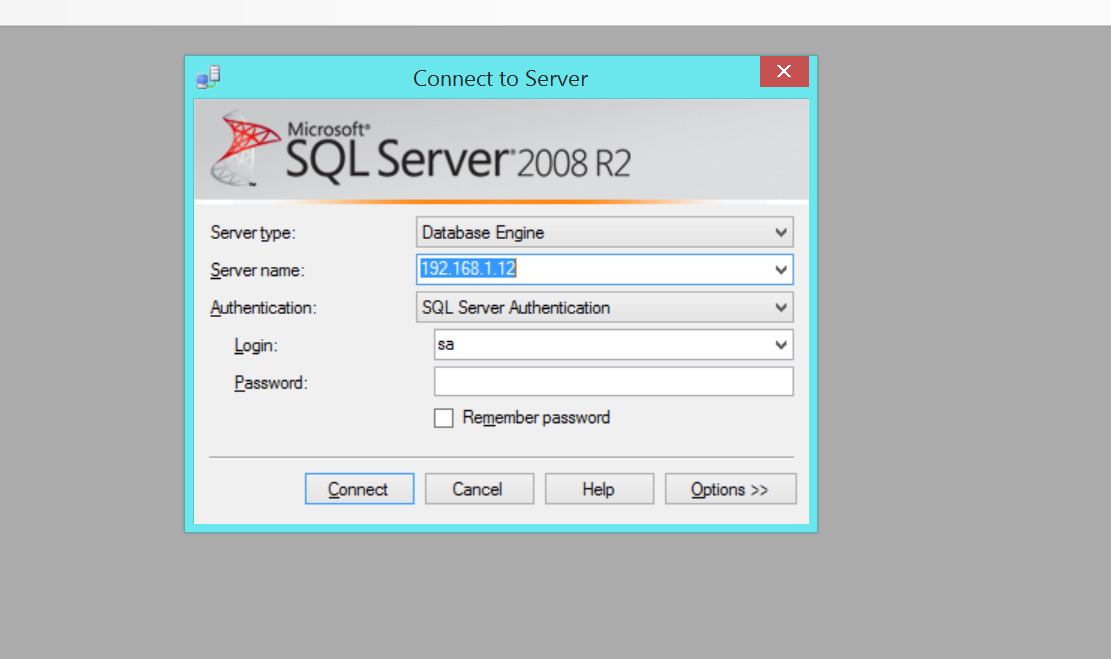 Connect to Server
Microsoft®
SQL Server® 2008 R2
Server type: Database Engine
Server name: 192.168.1.12
Authentication: SQL Server Authentication
Login: sa
Password:
Remember password
Connect Cancel Help Options >>